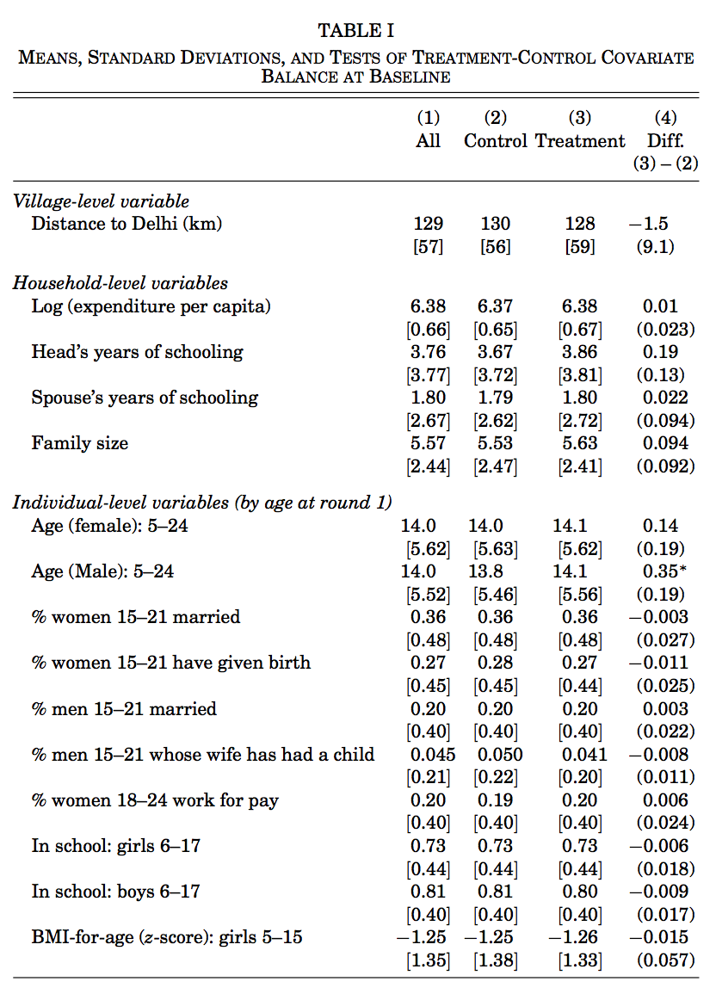 TABLE I
MEANS, STANDARD DEVIATIONS, AND TESTS OF TREATMENT-CONTROL COVARIATE
BALANCE AT BASELINE
(1) (2) (3) (4)
All Control Treatment Diff.
(3) – (2)
Village-level variable
Distance to Delhi (km) 129 130 128 −1.5
[57] [56] [59] (9.1)
Household-level variables
Log (expenditure per capita) 6.38 6.37 6.38 0.01
[0.66] [0.65] [0.67] (0.023)
Head's years of schooling 3.76 3.67 3.86 0.19
[3.77] [3.72] [3.81] (0.13)
Spouse's years of schooling 1.80 1.79 1.80 0.022
[2.67] [2.62] [2.72] (0.094)
Family size 5.57 5.53 5.63 0.094
[2.44] [2.47] [2.41] (0.092)
Individual-level variables (by age at round 1)
Age (female): 5–24 14.0 14.0 14.1 0.14
[5.62] [5.63] [5.62] (0.19)
Age (Male): 5–24 14.0 13.8 14.1 0.35*
[5.52] [5.46] [5.56] (0.19)
% women 15–21 married 0.36 0.36 0.36 −0.003
[0.48] [0.48] [0.48] (0.027)
% women 15–21 have given birth 0.27 0.28 0.27 −0.011
[0.45] [0.45] [0.44] (0.025)
% men 15–21 married 0.20 0.20 0.20 0.003
[0.40] [0.40] [0.40] (0.022)
% men 15–21 whose wife has had a child 0.045 0.050 0.041 −0.008
[0.21] [0.22] [0.20] (0.011)
% women 18–24 work for pay 0.20 0.19 0.20 0.006
[0.40] [0.40] [0.40] (0.024)
In school: girls 6–17 0.73 0.73 0.73 −0.006
[0.44] [0.44] [0.44] (0.018)
In school: boys 6–17 0.81 0.81 0.80 −0.009
[0.40] [0.40] [0.40] (0.017)
BMI-for-age (z-score): girls 5–15 −1.25 −1.25 −1.26 −0.015
[1.35] [1.38] [1.33] (0.057)